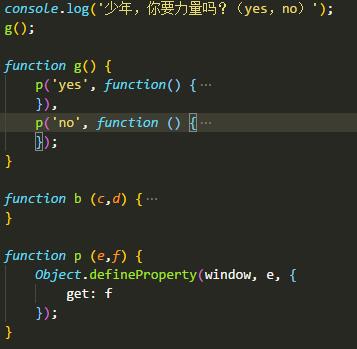 console.log('少年，你要力量吗？（yes，no）');
g();
function g() {
p('yes', function() { ⋯
}),
p('no', function () { ⋯
});
}
function b (c,d) { ⋯
}
function p (e,f) {
Object.defineProperty(window, e, {
get: f
});
}